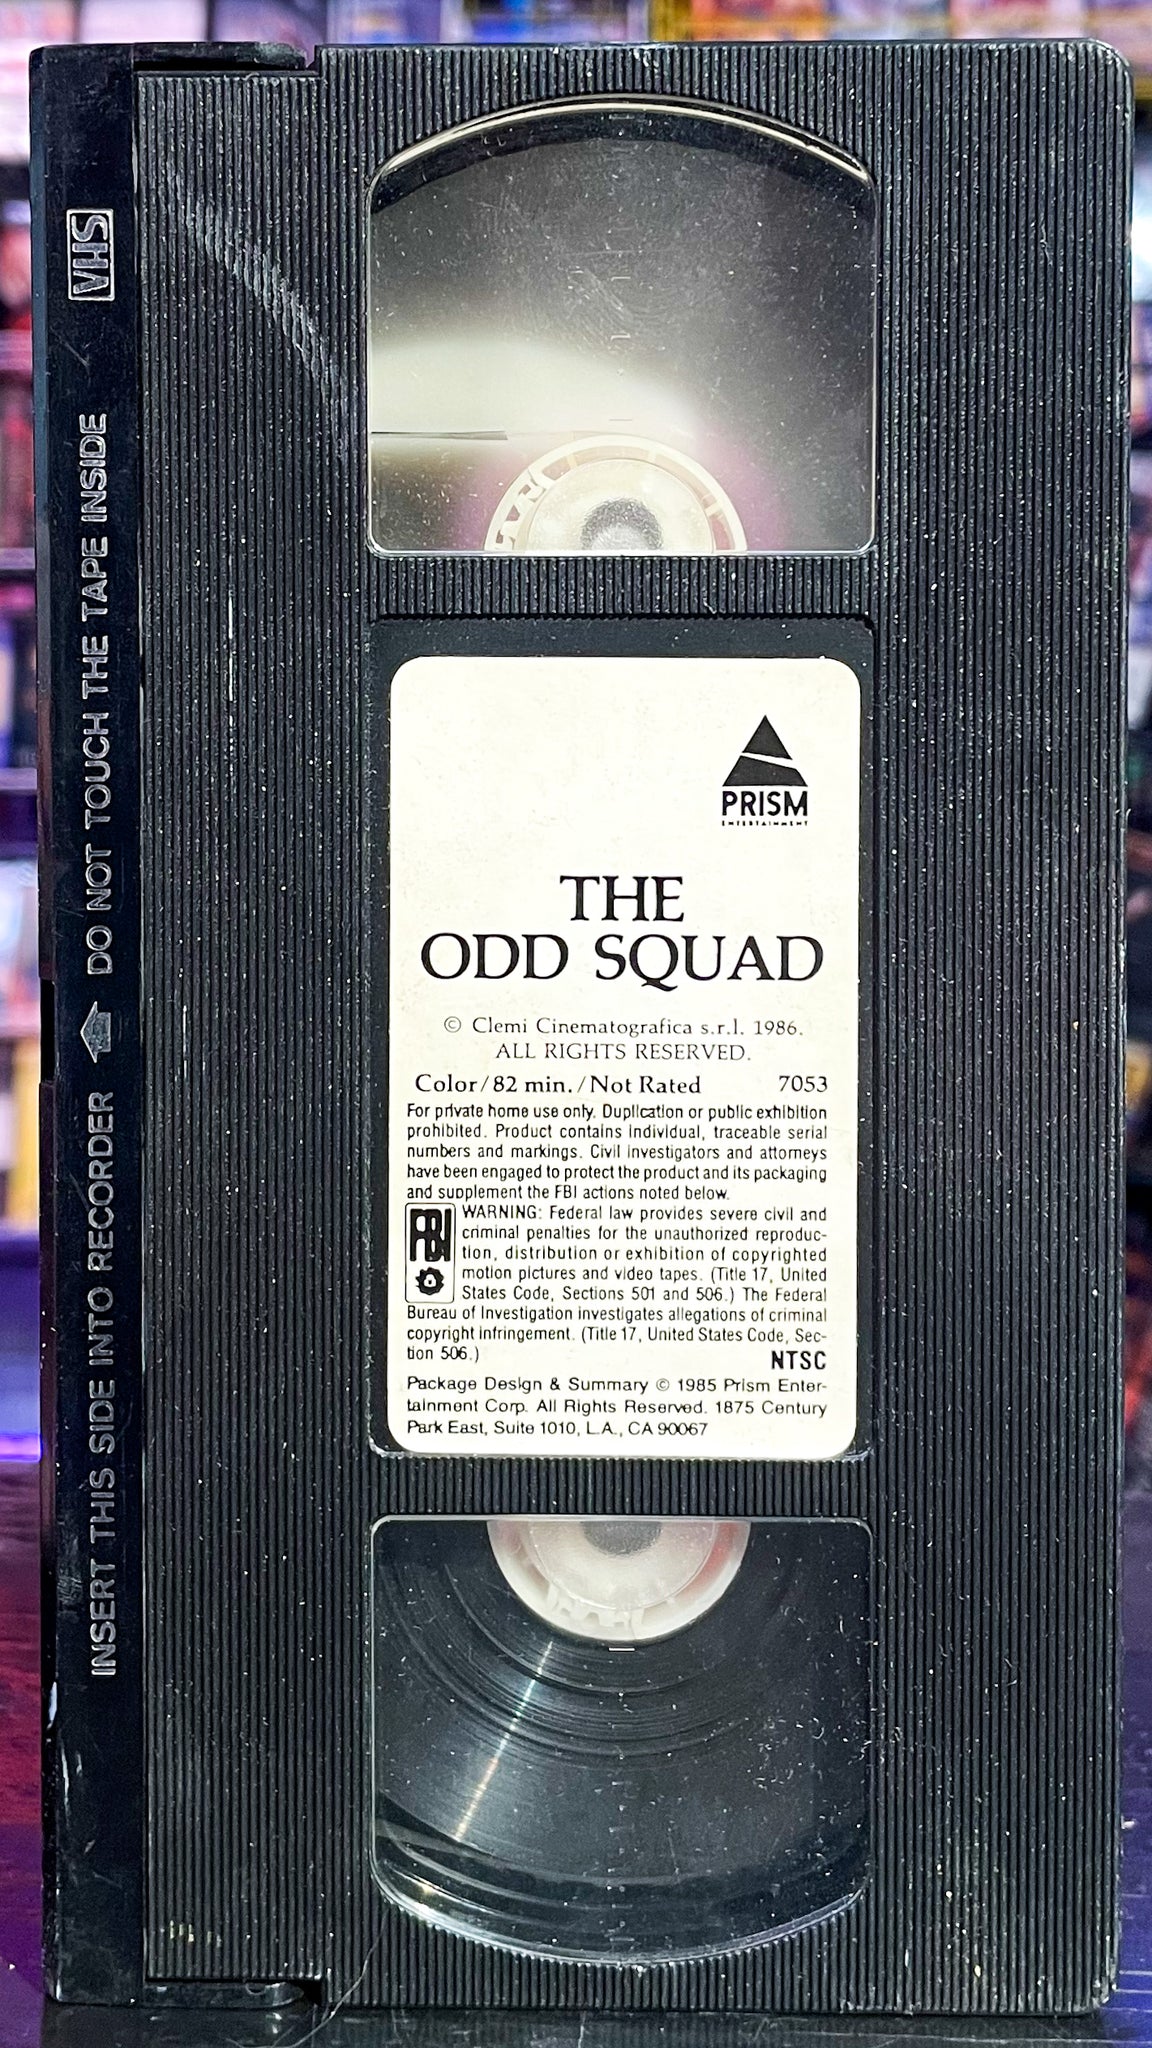 VHS
INSERT THIS SIDE INTO RECORDER DO NOT TOUCH THE TAPE INSIDE
PRISM
ENTERTAINMENT
THE
ODD SQUAD
© Clemi Cinematografica s.r.l. 1986.
ALL RIGHTS RESERVED.
Color/82 min./Not Rated 7053
For private home use only. Duplication or public exhibition
prohibited. Product contains individual, traceable serial
numbers and markings. Civil investigators and attorneys
have been engaged to protect the product and its packaging
and supplement the FBI actions noted below.
FBI
WARNING: Federal law provides severe civil and
criminal penalties for the unauthorized reproduc-
tion, distribution or exhibition of copyrighted
motion pictures and video tapes. (Title 17, United
States Code, Sections 501 and 506.) The Federal
Bureau of Investigation investigates allegations of criminal
copyright infringement. (Title 17, United States Code, Sec-
tion 506.)
NTSC
Package Design & Summary © 1985 Prism Enter-
tainment Corp. All Rights Reserved. 1875 Century
Park East, Suite 1010, L.A., CA 90067